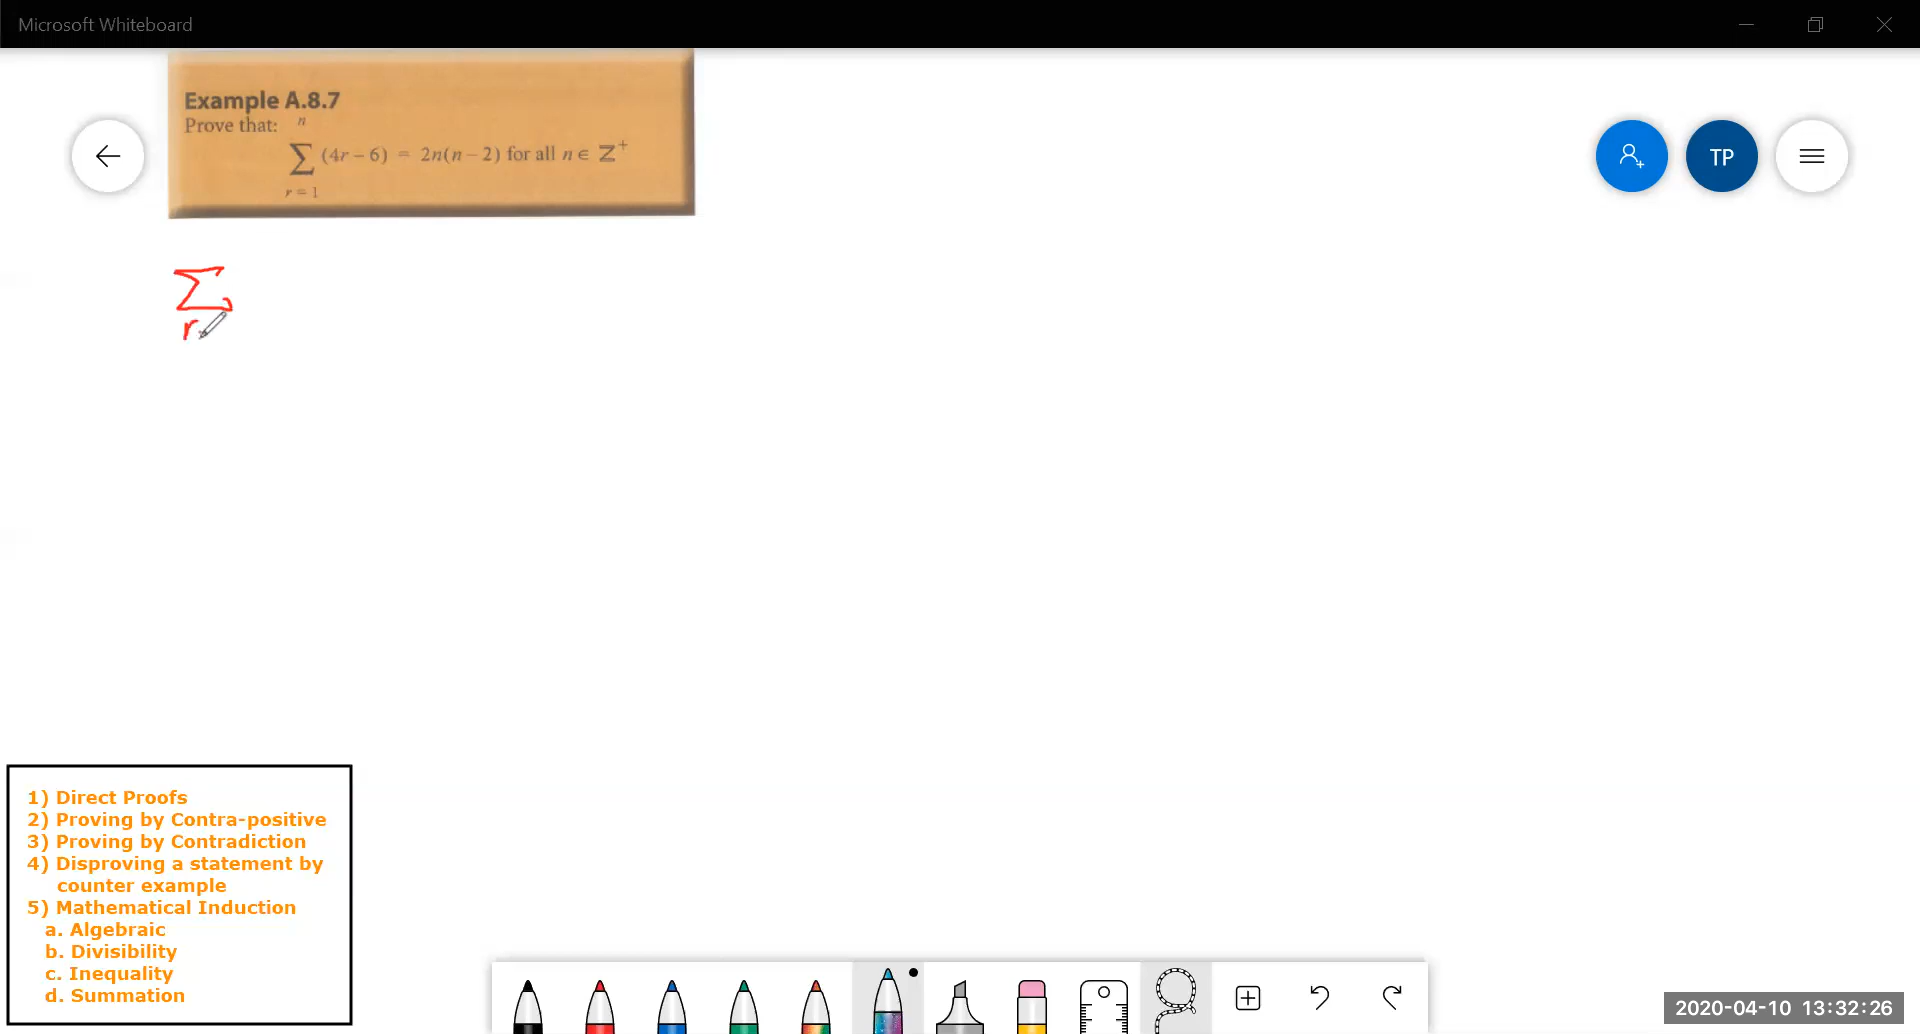 Microsoft Whiteboard
Example A.8.7
Prove that:
n
∑ (4r – 6) = 2n(n – 2) for all n ∈ ℤ⁺
r = 1
TP
∑
r
1) Direct Proofs
2) Proving by Contra-positive
3) Proving by Contradiction
4) Disproving a statement by
counter example
5) Mathematical Induction
a. Algebraic
b. Divisibility
c. Inequality
d. Summation
2020-04-10 13:32:26